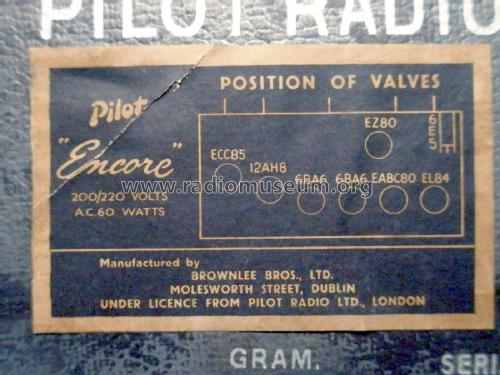 PILOT RADIO
POSITION OF VALVES
Pilot
"Encore"
200/220 VOLTS
A.C. 60 WATTS
EZ80
6E5
ECC85
12AH8
6BA6
6BA6
EABC80
EL84
www.radiomuseum.org
Manufactured by
BROWNLEE BROS., LTD.
MOLESWORTH STREET, DUBLIN
UNDER LICENCE FROM PILOT RADIO LTD., LONDON
GRAM.
SERI